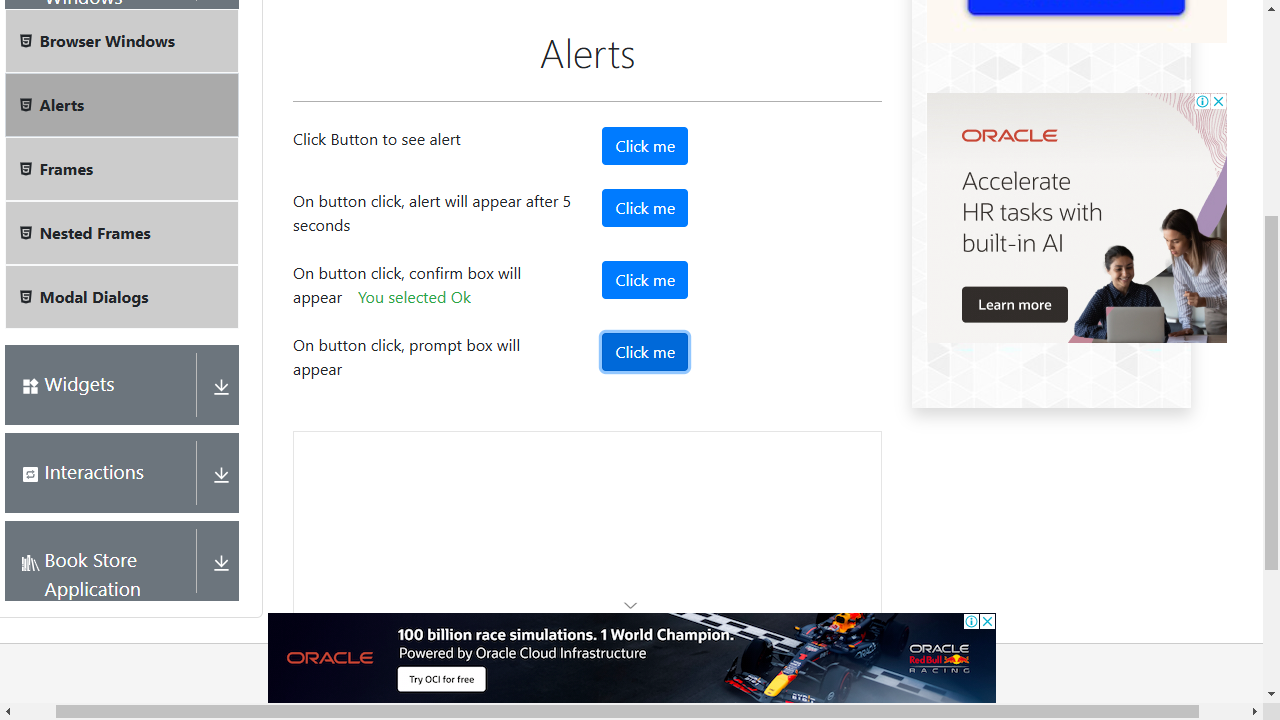 Browser Windows
Alerts
Frames
Nested Frames
Modal Dialogs
Widgets
Interactions
Book Store
Application
Alerts
Click Button to see alert
Click me
On button click, alert will appear after 5
seconds
Click me
On button click, confirm box will
appear You selected Ok
Click me
On button click, prompt box will
appear
Click me
ORACLE
Accelerate
HR tasks with
built-in AI
Learn more
ORACLE
100 billion race simulations. 1 World Champion.
Powered by Oracle Cloud Infrastructure
Try OCI for free
ORACLE
Red Bull
RACING